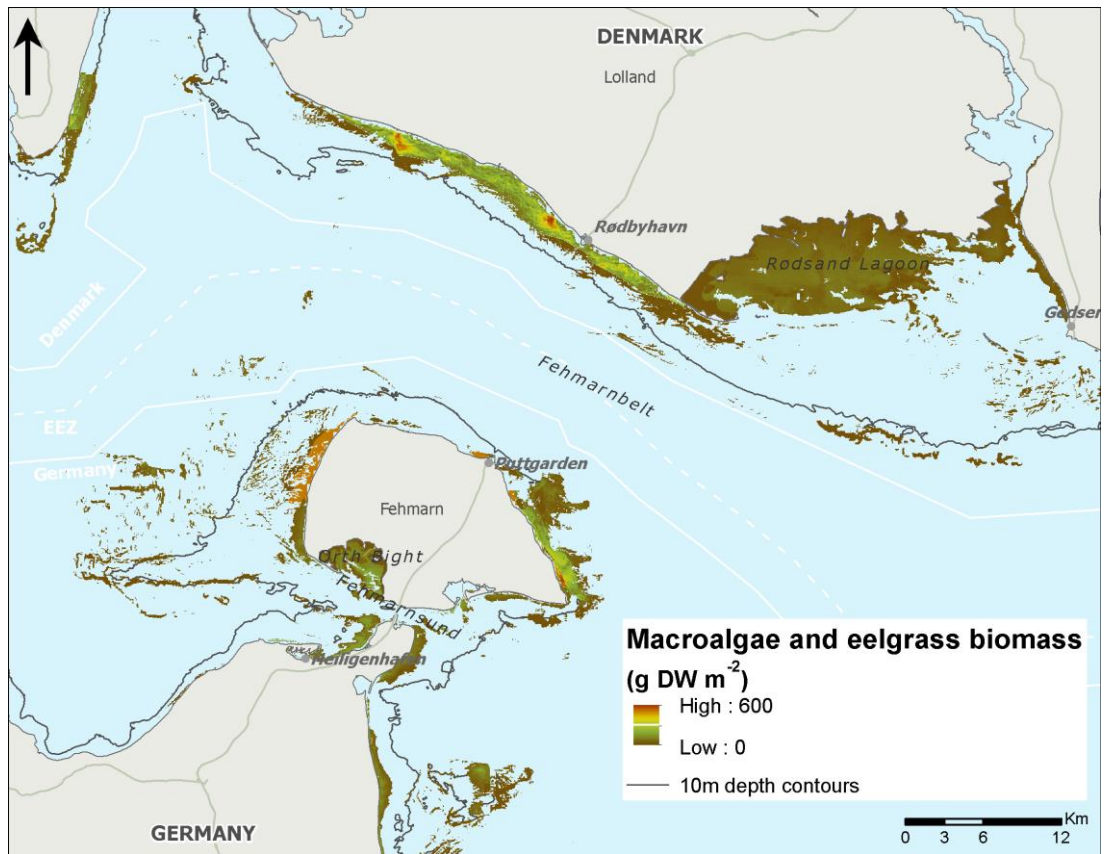 DENMARK
Lolland
Rødbyhavn
Rødsand Lagoon
Gedser
Denmark
Fehmarnbelt
EEZ
Germany
Puttgarden
Fehmarn
Orth Bight
Fehmarnsund
Heiligenhafen
GERMANY
Macroalgae and eelgrass biomass
(g DW m-2)
High : 600
Low : 0
10m depth contours
Km
0 3 6 12